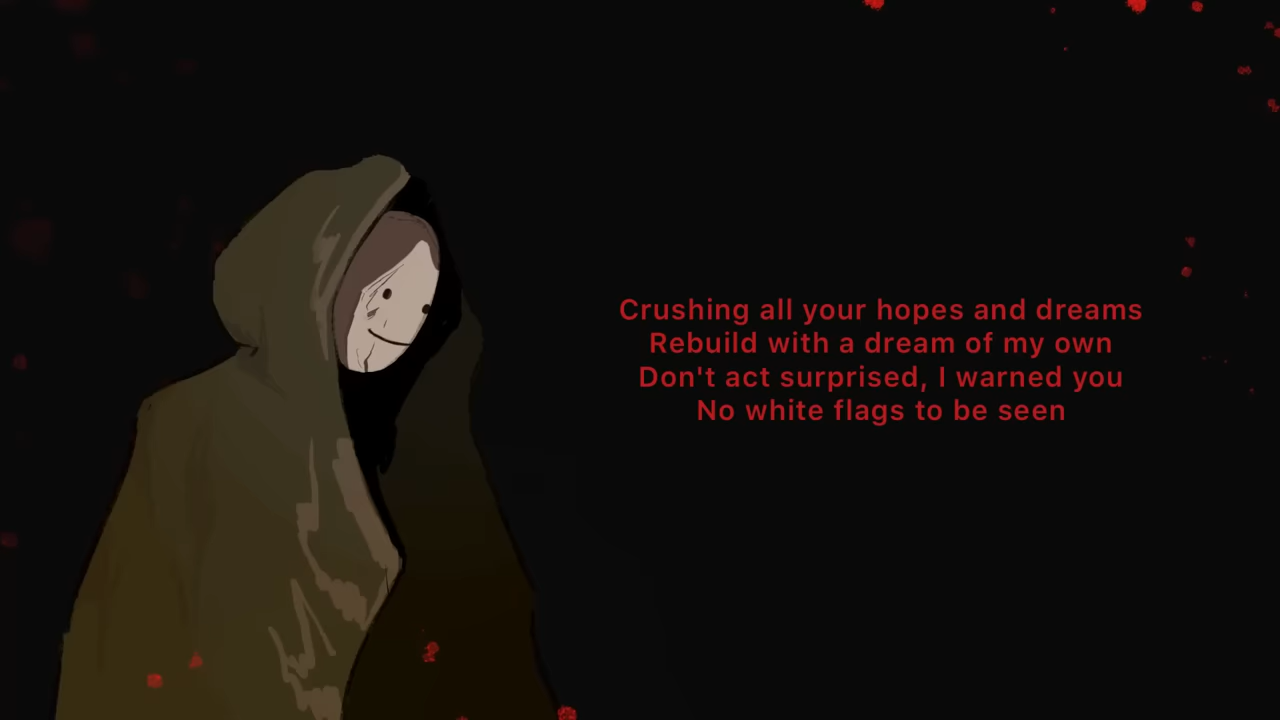 Crushing all your hopes and dreams
Rebuild with a dream of my own
Don't act surprised, I warned you
No white flags to be seen